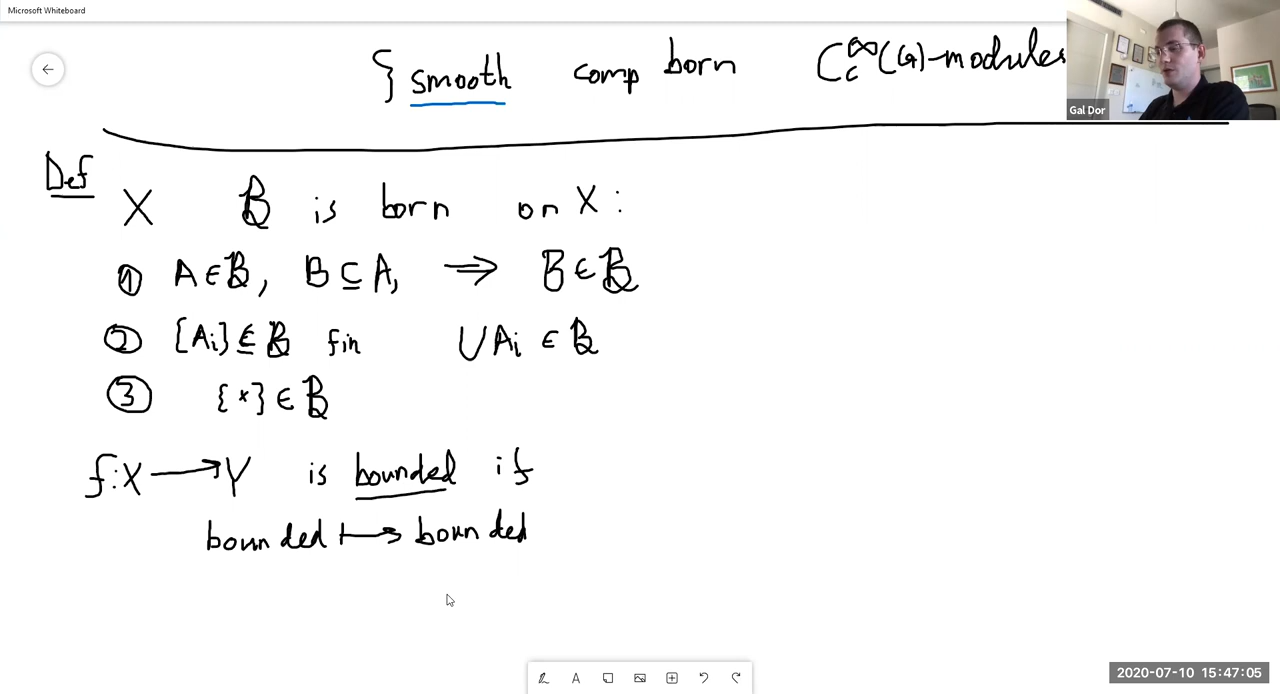 Microsoft Whiteboard
} smooth comp born C_c^∞(G)-modules
Gal Dor
Def
X 𝔅 is born on X:
① A∈𝔅, B⊆A, ⟹ B∈𝔅
② {Ai}⊆𝔅 fin ∪Ai ∈ 𝔅
③ {*}∈𝔅
f:X⟶Y is bounded if
bounded ⟼ bounded
A
2020-07-10 15:47:05